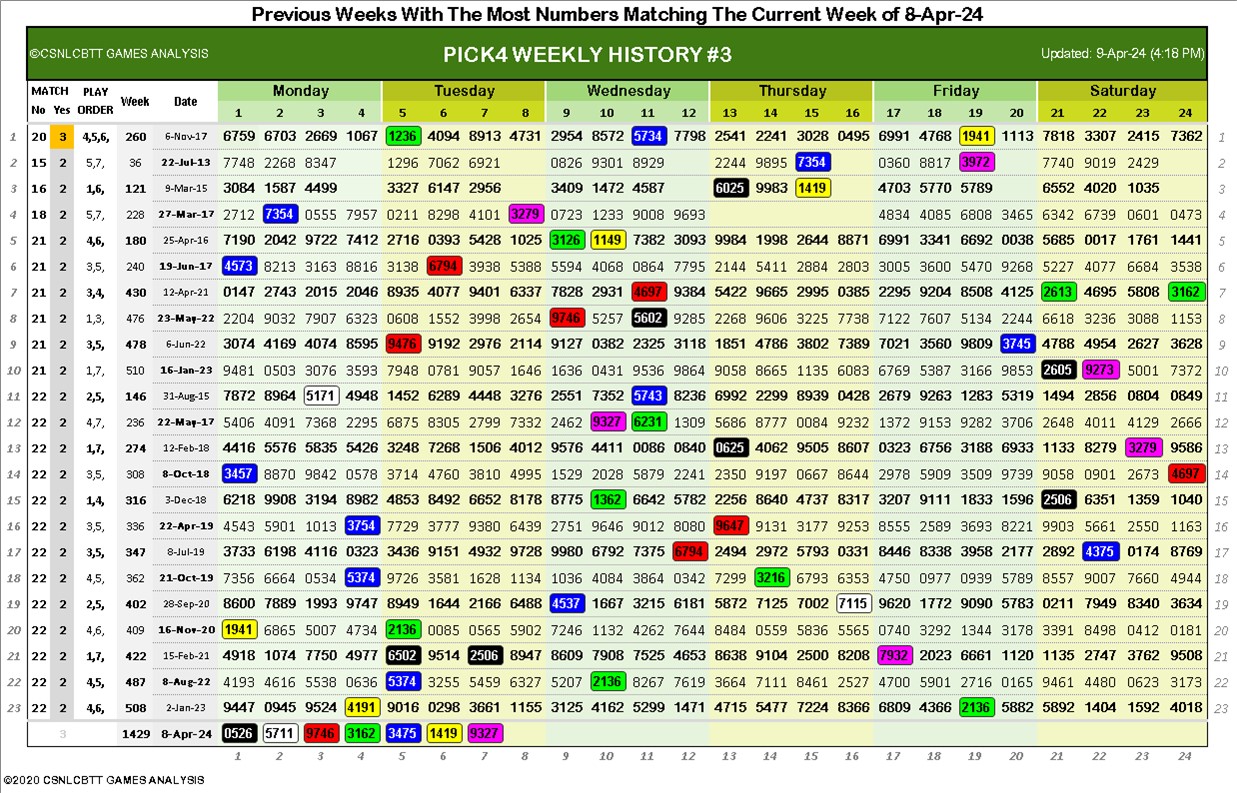 Previous Weeks With The Most Numbers Matching The Current Week of 8-Apr-24
©CSNLCBTT GAMES ANALYSIS PICK4 WEEKLY HISTORY #3 Updated: 9-Apr-24 (4:18 PM)
MATCH PLAY Week Date Monday Tuesday Wednesday Thursday Friday Saturday
No Yes ORDER 1 2 3 4 5 6 7 8 9 10 11 12 13 14 15 16 17 18 19 20 21 22 23 24
1 20 3 4,5,6, 260 6-Nov-17 6759 6703 2669 1067 1236 4094 8913 4731 2954 8572 5734 7798 2541 2241 3028 0495 6991 4768 1941 1113 7818 3307 2415 7362 1
2 15 2 5,7, 36 22-Jul-13 7748 2268 8347 1296 7062 6921 0826 9301 8929 2244 9895 7354 0360 8817 3972 7740 9019 2429 2
3 16 2 1,6, 121 9-Mar-15 3084 1587 4499 3327 6147 2956 3409 1472 4587 6025 9983 1419 4703 5770 5789 6552 4020 1035 3
4 18 2 5,7, 228 27-Mar-17 2712 7354 0555 7957 0211 8298 4101 3279 0723 1233 9008 9693 4834 4085 6808 3465 6342 6739 0601 0473 4
5 21 2 4,6, 180 25-Apr-16 7190 2042 9722 7412 2716 0393 5428 1025 3126 1149 7382 3093 9984 1998 2644 8871 6991 3341 6692 0038 5685 0017 1761 1441 5
6 21 2 3,5, 240 19-Jun-17 4573 8213 3163 8816 3138 6794 3938 5388 5594 4068 0864 7795 2144 5411 2884 2803 3005 3600 5470 9268 5227 4077 6684 3538 6
7 21 2 3,4, 430 12-Apr-21 0147 2743 2015 2046 8935 4077 9401 6337 7828 2931 4697 9384 5422 9665 2995 0385 2295 9204 8508 4125 2613 4695 5808 3162 7
8 21 2 1,3, 476 23-May-22 2204 9032 7907 6323 0608 1552 3998 2654 9746 5257 5602 9285 2268 9606 3225 7738 7122 7607 5134 2244 6618 3236 3088 1153 8
9 21 2 3,5, 478 6-Jun-22 3074 4169 4074 8595 9476 9192 2976 2114 9127 0382 2325 3118 1851 4786 3802 7389 7021 3560 9809 3745 4788 4954 2627 3628 9
10 21 2 1,7, 510 16-Jan-23 9481 0503 3076 3593 7948 0781 9057 1646 1636 0431 9536 9864 9058 8665 1135 6083 6769 5387 3166 9853 2605 9273 5001 7372 10
11 22 2 2,5, 146 31-Aug-15 7872 8964 5171 4948 1452 6289 4448 3276 2551 7352 5743 8236 6992 2299 8939 0428 2679 9263 1283 5319 1494 2856 0804 0849 11
12 22 2 4,7, 236 22-May-17 5406 4091 7368 2295 6875 8305 2799 7332 2462 9327 6231 1309 5686 8777 0084 9232 1372 9153 9282 3706 2648 4011 4129 2666 12
13 22 2 1,7, 274 12-Feb-18 4416 5576 5835 5426 3248 7268 1506 4012 9576 4411 0086 0840 0625 4062 9505 8607 0323 6756 3188 6933 1133 8279 3279 9586 13
14 22 2 3,5, 308 8-Oct-18 3457 8870 9842 0578 3714 4760 3810 4995 1529 2028 5879 2241 2350 9197 0667 8644 2978 5909 3509 9739 9058 0901 2673 4697 14
15 22 2 1,4, 316 3-Dec-18 6218 9908 3194 8982 4853 8492 6652 8178 8775 1362 6642 5782 2256 8640 4737 8317 3207 9111 1833 1596 2506 6351 1359 1040 15
16 22 2 3,5, 336 22-Apr-19 4543 5901 1013 3754 7729 3777 9380 6439 2751 9646 9012 8080 9647 9131 3177 9253 8555 2589 3693 8221 9903 5661 2550 1163 16
17 22 2 3,5, 347 8-Jul-19 3733 6198 4116 0323 3436 9151 4932 9728 9980 6792 7375 6794 2494 2972 5793 0331 8446 8338 3958 2177 2892 4375 0174 8769 17
18 22 2 4,5, 362 21-Oct-19 7356 6664 0534 5374 9726 3581 1628 1134 1036 4084 3864 0342 7299 3216 6793 6353 4750 0977 0939 5789 8557 9007 7660 4944 18
19 22 2 2,5, 402 28-Sep-20 8600 7889 1993 9747 8949 1644 2166 6488 4537 1667 3215 6181 5872 7125 7002 7115 9620 1772 9090 5783 0211 7949 8340 3634 19
20 22 2 4,6, 409 16-Nov-20 1941 6865 5007 4734 2136 0085 0565 5902 7246 1132 4262 7644 8484 0559 5836 5565 0740 3292 1344 3178 3391 8498 0412 0181 20
21 22 2 1,7, 422 15-Feb-21 4918 1074 7750 4977 6502 9514 2506 8947 8609 7908 7525 4653 8638 9104 2500 8208 7932 2023 6661 1120 1135 2747 3762 9508 21
22 22 2 4,5, 487 8-Aug-22 4193 4616 5538 0636 5374 3255 5459 6327 5207 2136 8267 7619 3664 7111 8461 2527 4700 5901 2716 0165 9461 4480 0623 3173 22
23 22 2 4,6, 508 2-Jan-23 9447 0945 9524 4191 9016 0298 3661 1155 3125 4162 5299 1471 4715 5477 7224 8366 6809 4366 2136 5882 5892 1404 1592 4018 23
3 1429 8-Apr-24 0526 5711 9746 3162 3475 1419 9327
1 2 3 4 5 6 7 8 9 10 11 12 13 14 15 16 17 18 19 20 21 22 23 24
©2020 CSNLCBTT GAMES ANALYSIS